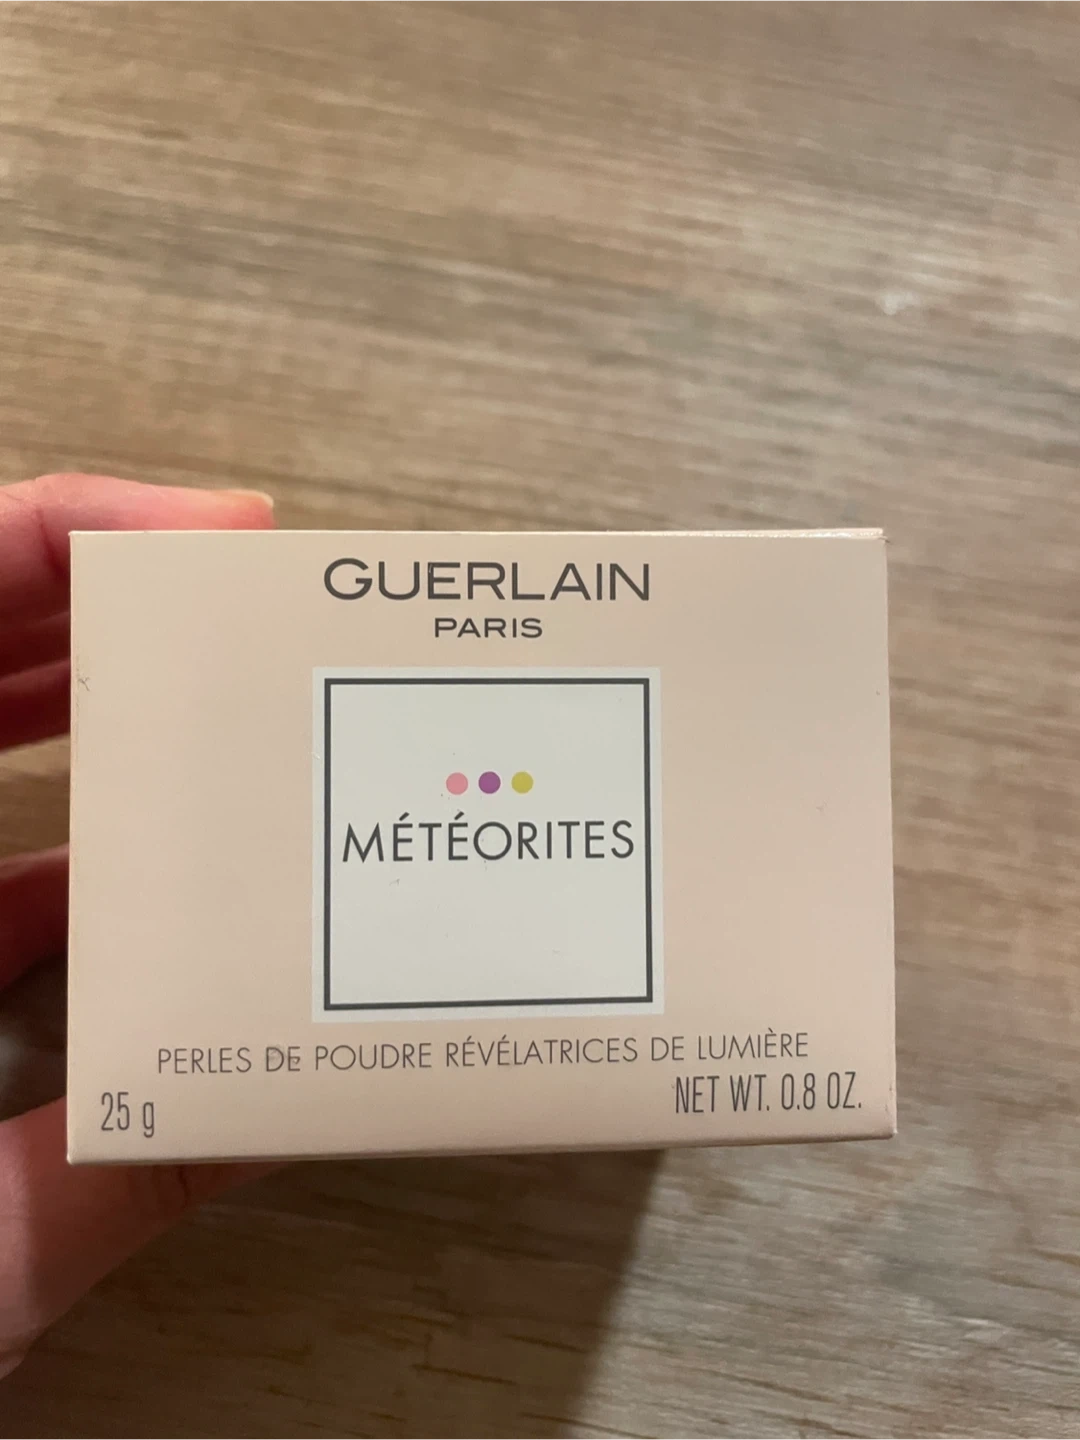 GUERLAIN
PARIS
MÉTÉORITES
PERLES DE POUDRE RÉVÉLATRICES DE LUMIÈRE
25 g
NET WT. 0.8 OZ.